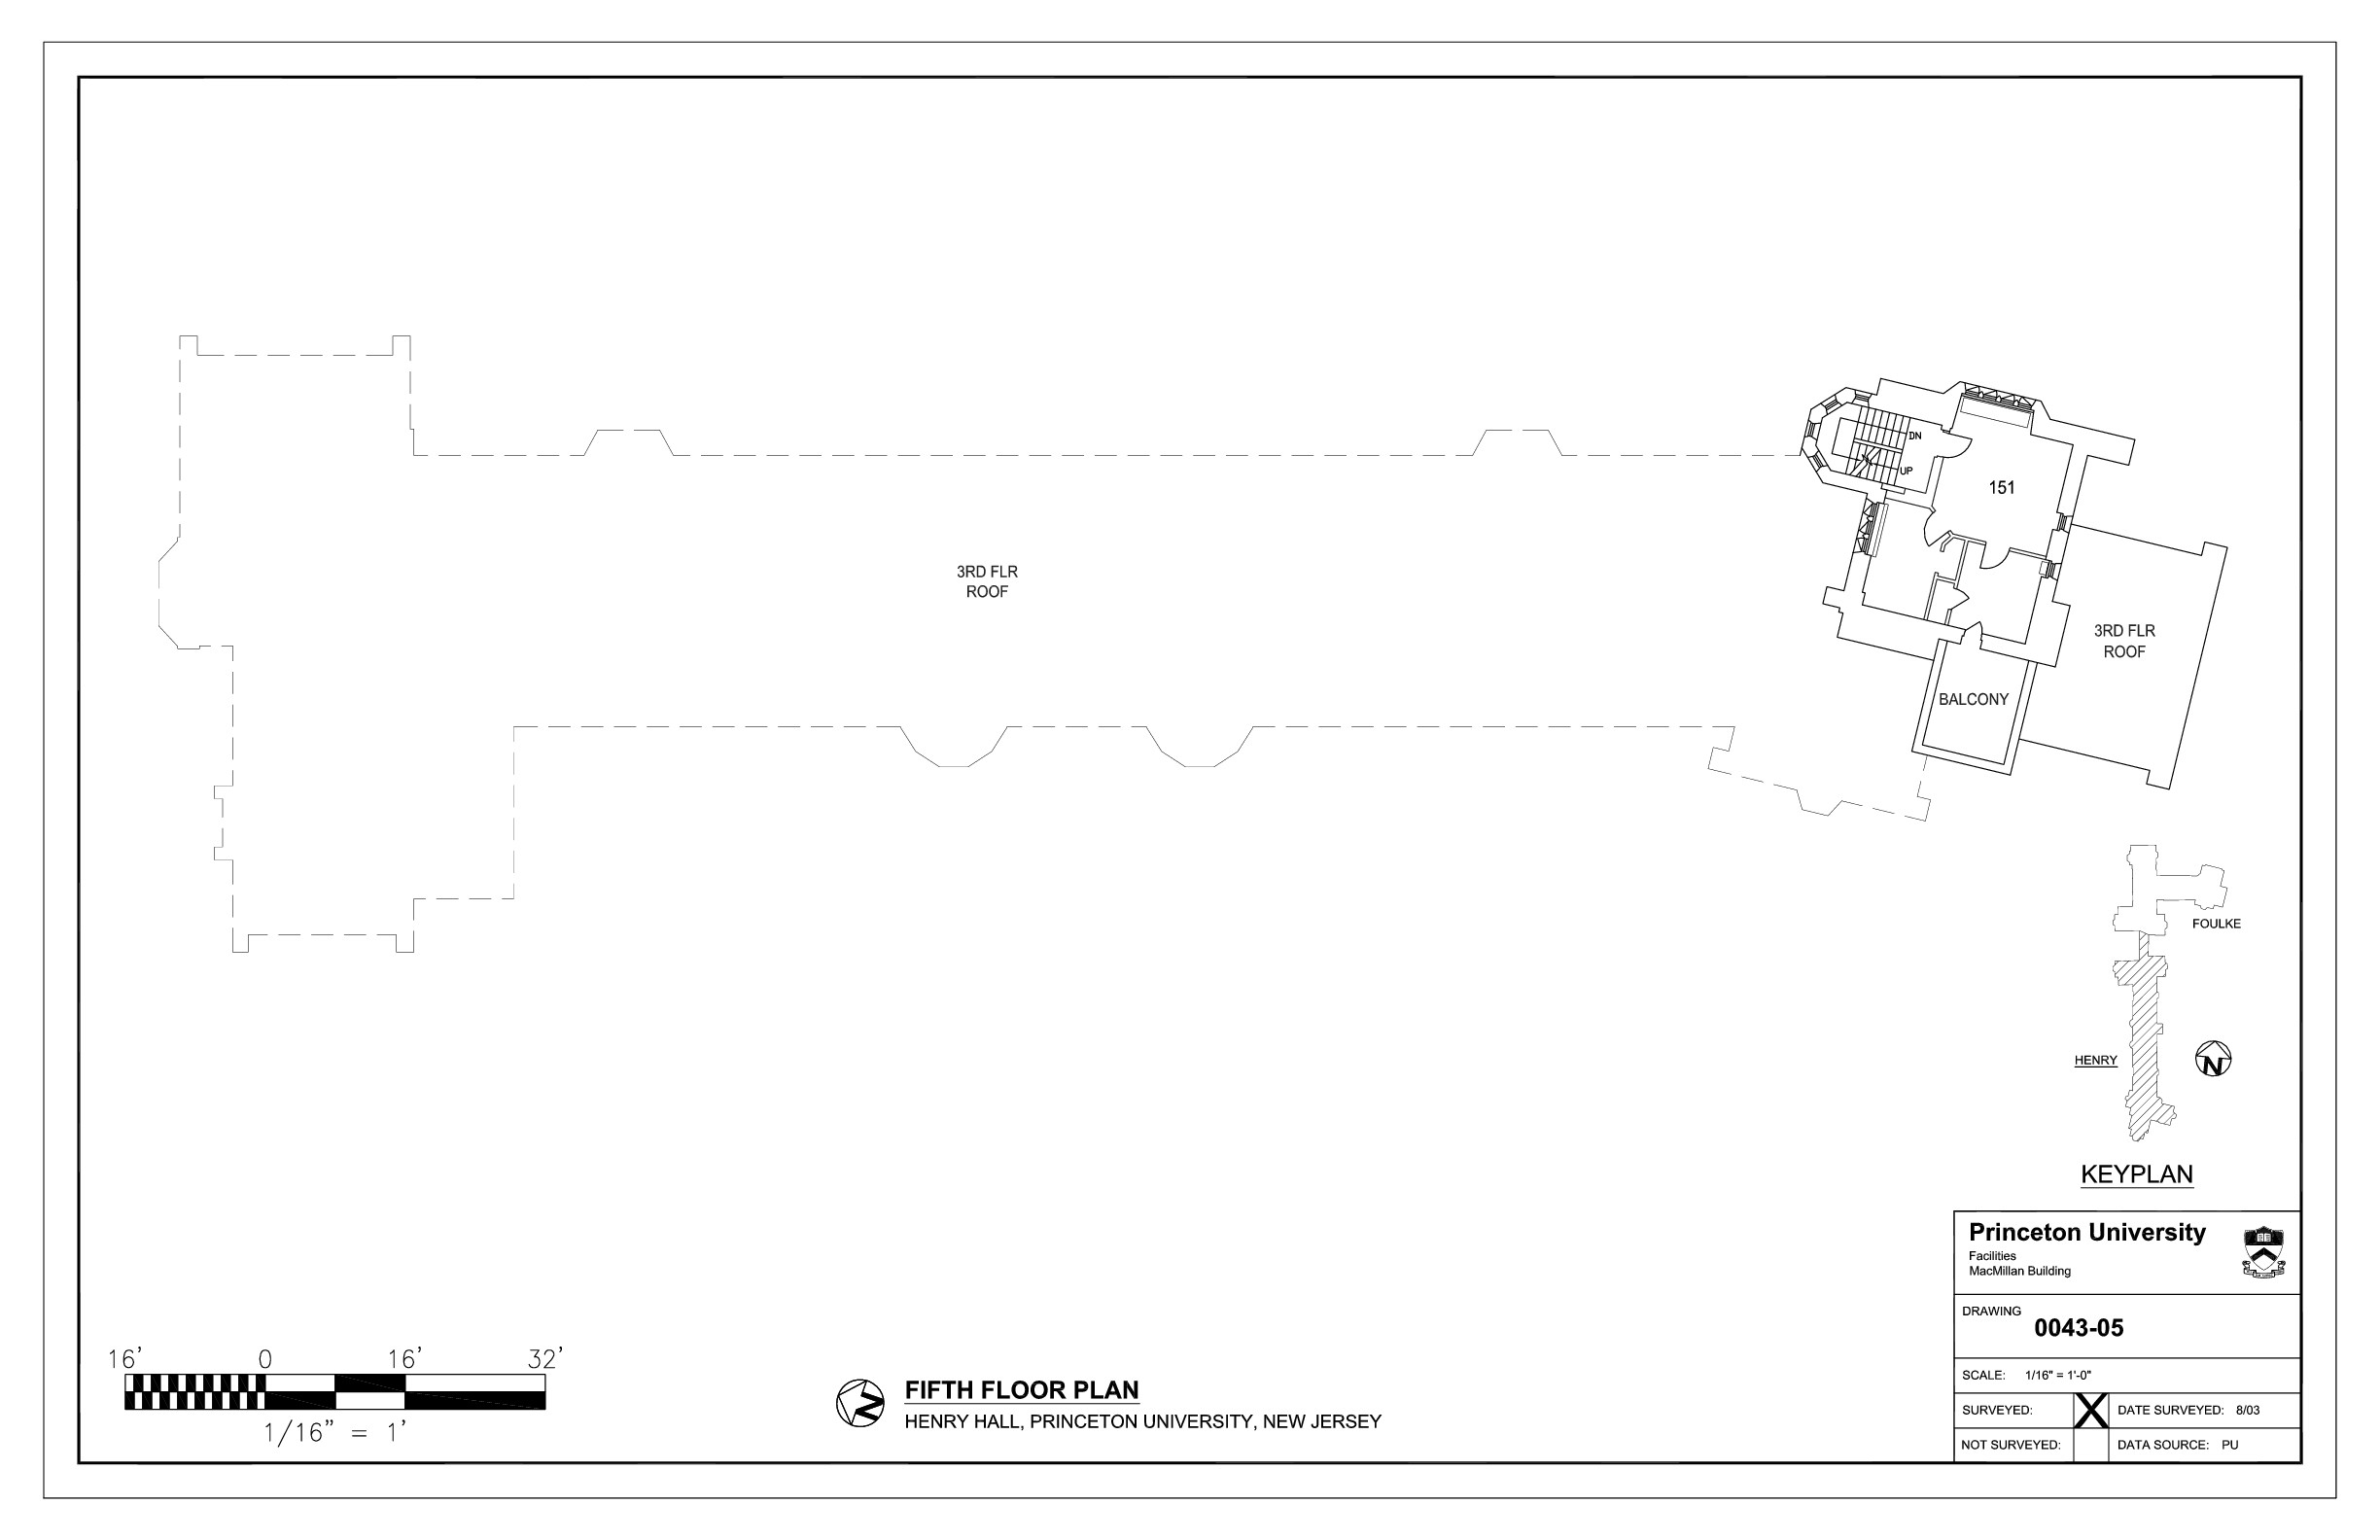 DN
UP
151
3RD FLR
ROOF
3RD FLR
ROOF
BALCONY
FOULKE
HENRY
N
KEYPLAN
Princeton University
Facilities
MacMillan Building
DRAWING
0043-05
SCALE: 1/16" = 1'-0"
SURVEYED: X DATE SURVEYED: 8/03
NOT SURVEYED: DATA SOURCE: PU
16' 0 16' 32'
1/16" = 1'
N
FIFTH FLOOR PLAN
HENRY HALL, PRINCETON UNIVERSITY, NEW JERSEY